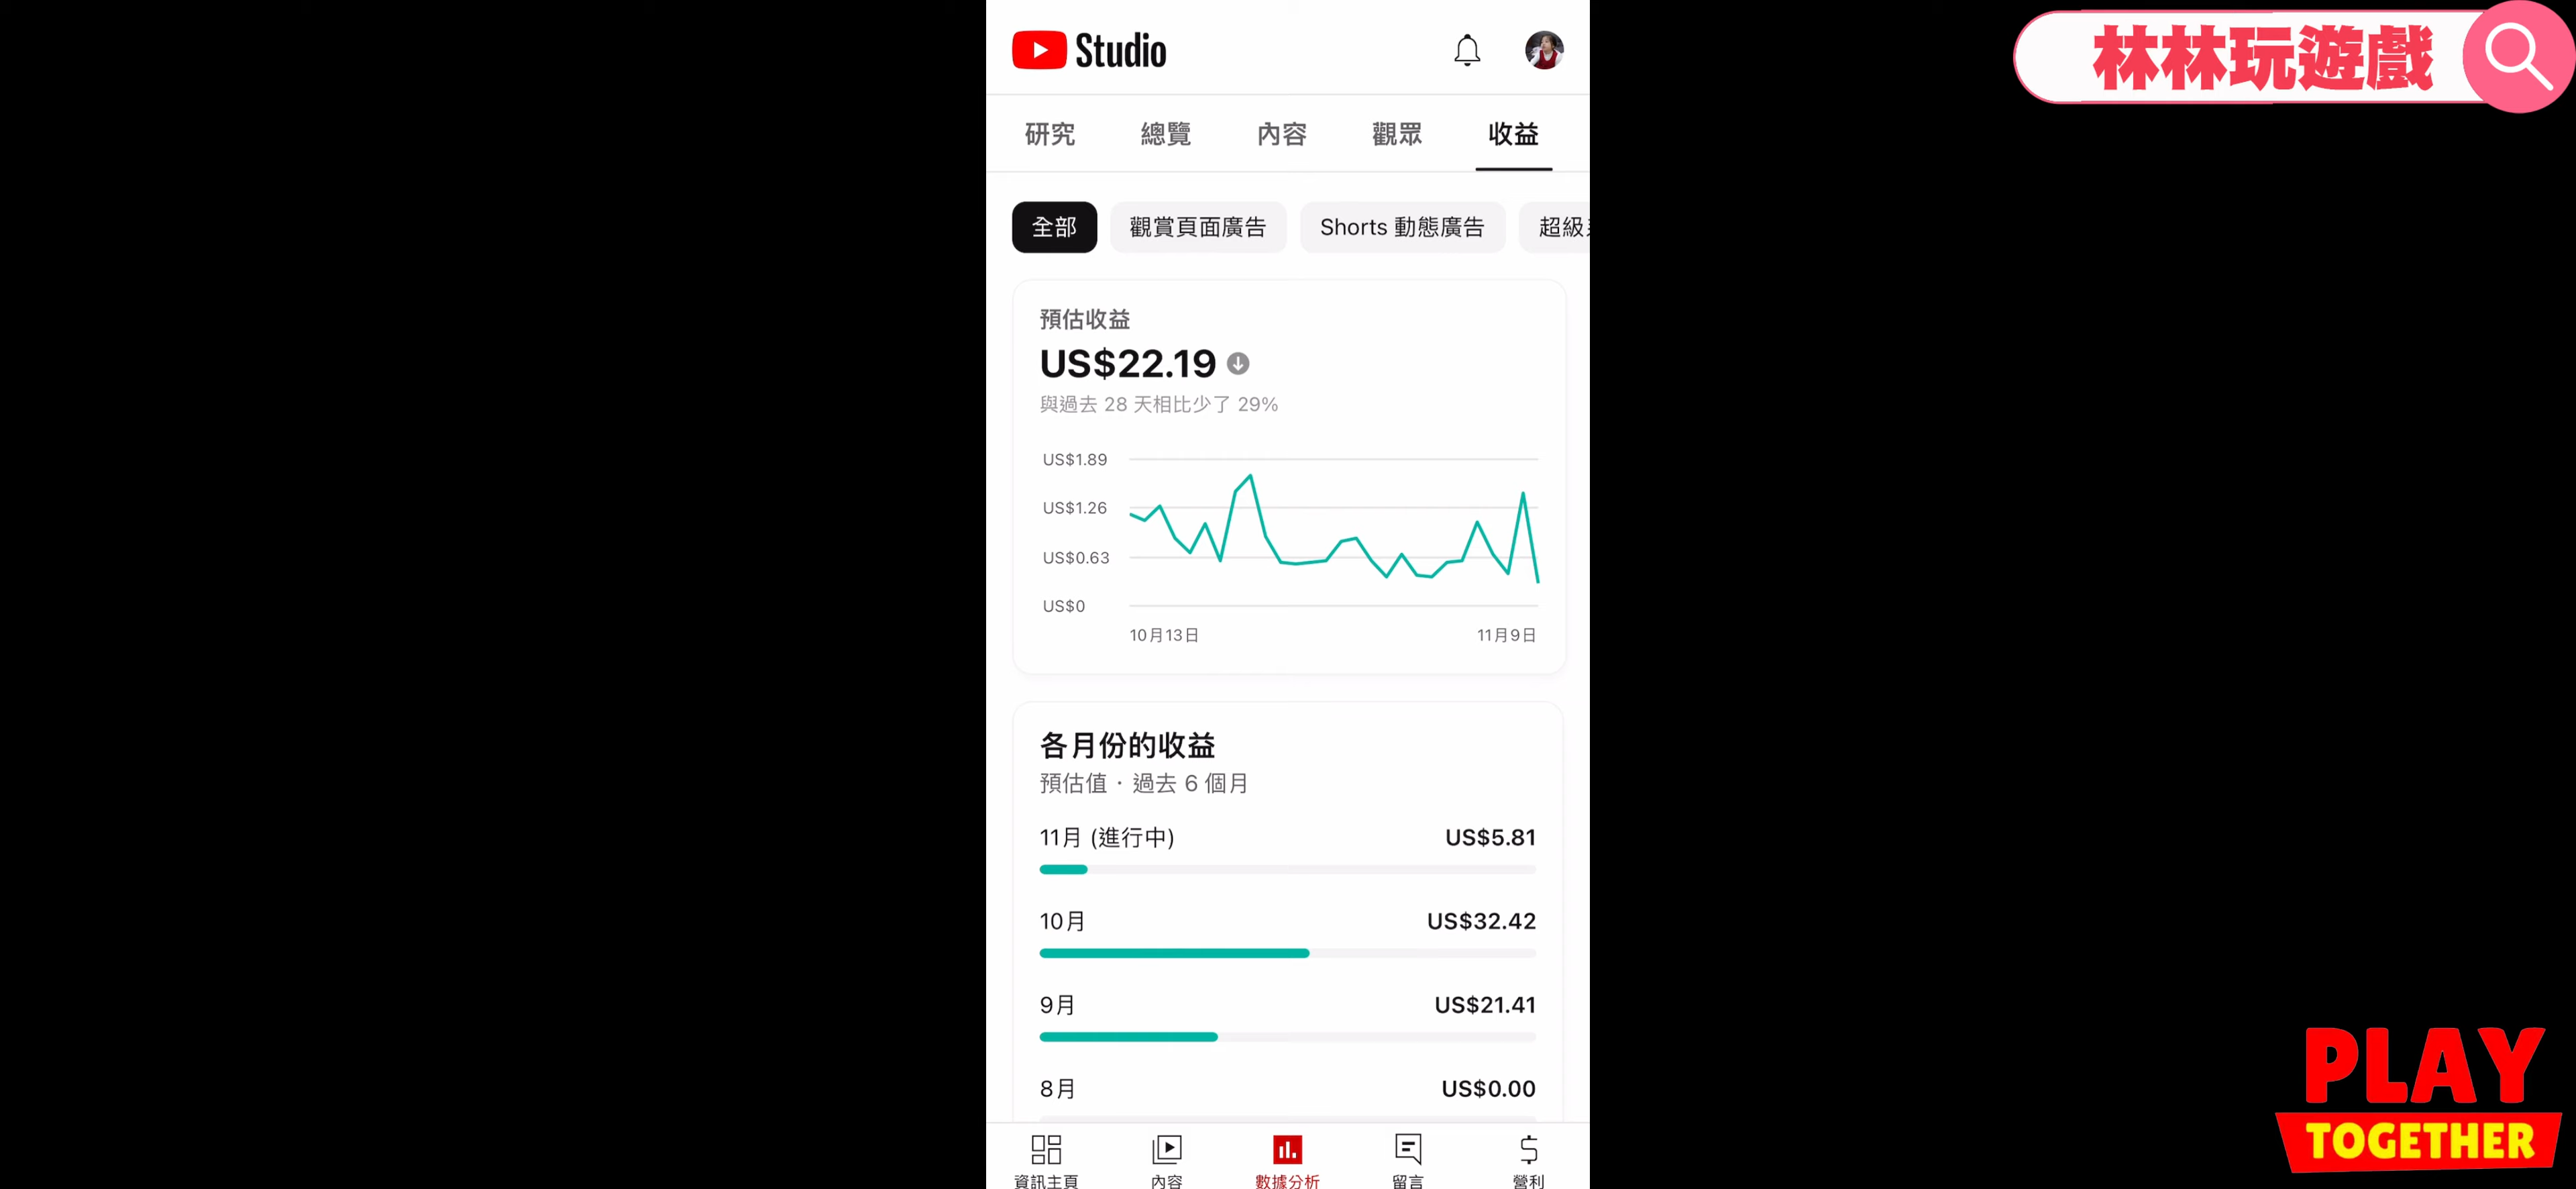 Studio
林林玩遊戲
研究 總覽 內容 觀眾 收益
全部 觀賞頁面廣告 Shorts 動態廣告 超級
預估收益
US$22.19
與過去 28 天相比少了 29%
US$1.89
US$1.26
US$0.63
US$0
10月13日 11月9日
各月份的收益
預估值 · 過去 6 個月
11月 (進行中) US$5.81
10月 US$32.42
9月 US$21.41
8月 US$0.00
資訊主頁 內容 數據分析 留言 營利
PLAY
TOGETHER